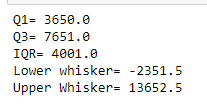 Q1= 3650.0
Q3= 7651.0
IQR= 4001.0
Lower whisker= -2351.5
Upper Whisker= 13652.5